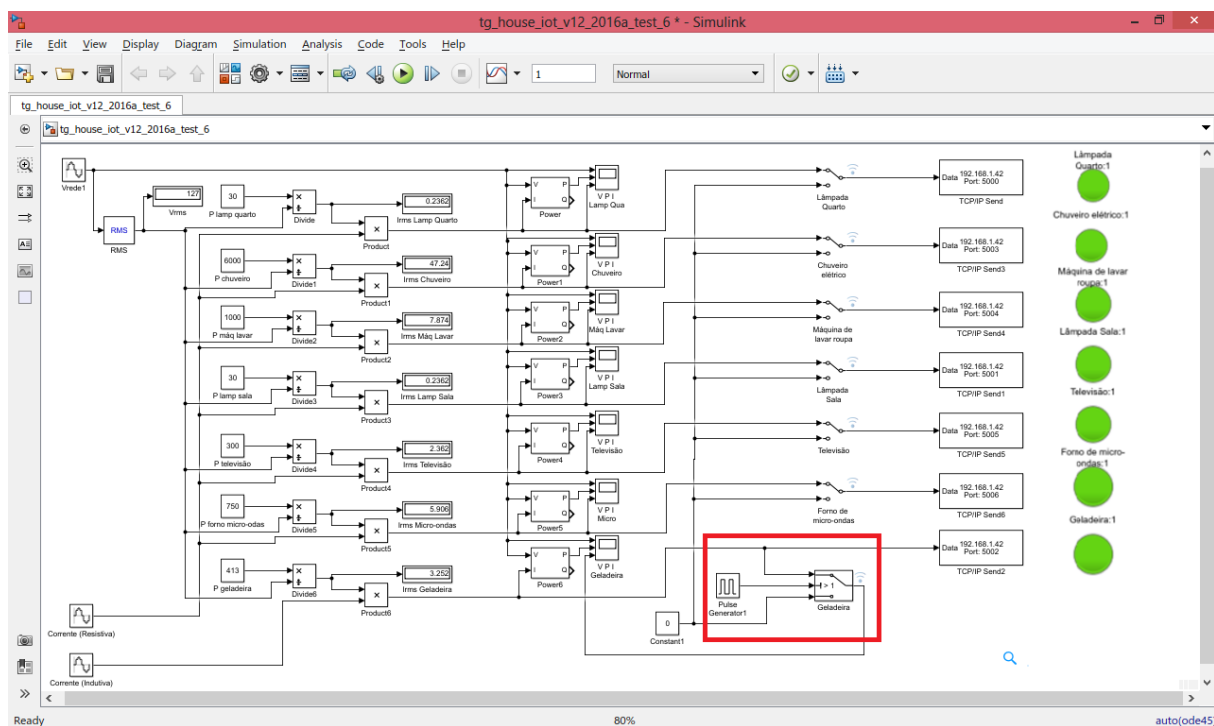 tg_house_iot_v12_2016a_test_6 * - Simulink
File Edit View Display Diagram Simulation Analysis Code Tools Help
1 Normal
tg_house_iot_v12_2016a_test_6
tg_house_iot_v12_2016a_test_6
Vrede1
RMS
RMS
127
Vrms
30
P lamp quarto
Divide
Product
0.2362
Irms Lamp Quarto
V P
I Q
Power
V P I
Lamp Qua
Lâmpada
Quarto
Data 192.168.1.42
Port: 5000
TCP/IP Send
Lâmpada
Quarto:1
6000
P chuveiro
Divide1
Product1
47.24
Irms Chuveiro
V P
I Q
Power1
V P I
Chuveiro
Chuveiro
elétrico
Data 192.168.1.42
Port: 5003
TCP/IP Send3
Chuveiro elétrico:1
1000
P máq lavar
Divide2
Product2
7.874
Irms Máq Lavar
V P
I Q
Power2
V P I
Máq Lavar
Máquina de
lavar roupa
Data 192.168.1.42
Port: 5004
TCP/IP Send4
Máquina de lavar
roupa:1
30
P lamp sala
Divide3
Product3
0.2362
Irms Lamp Sala
V P
I Q
Power3
V P I
Lamp Sala
Lâmpada
Sala
Data 192.168.1.42
Port: 5001
TCP/IP Send1
Lâmpada Sala:1
300
P televisão
Divide4
Product4
2.362
Irms Televisão
V P
I Q
Power4
V P I
Televisão
Televisão
Data 192.168.1.42
Port: 5005
TCP/IP Send5
Televisão:1
750
P forno micro-odas
Divide5
Product5
5.906
Irms Micro-ondas
V P
I Q
Power5
V P I
Micro
Forno de
micro-ondas
Data 192.168.1.42
Port: 5006
TCP/IP Send6
Forno de micro-
ondas:1
413
P geladeira
Divide6
Product6
3.252
Irms Geladeira
V P
I Q
Power6
V P I
Geladeira
Data 192.168.1.42
Port: 5002
TCP/IP Send2
Geladeira:1
Pulse
Generator1
> 1
Geladeira
0
Constant1
Corrente (Resistiva)
Corrente (Indutiva)
Ready 80% auto(ode45